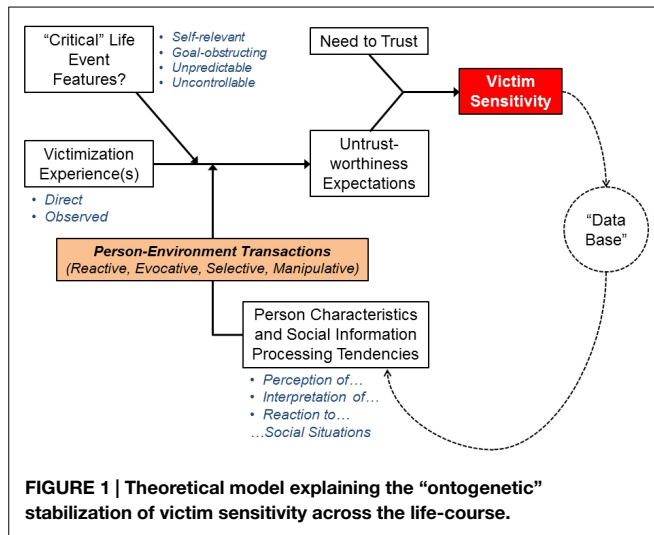 “Critical” Life
Event
Features?
• Self-relevant
• Goal-obstructing
• Unpredictable
• Uncontrollable
Need to Trust
Victim
Sensitivity
Victimization
Experience(s)
• Direct
• Observed
Untrust-
worthiness
Expectations
“Data
Base”
Person-Environment Transactions
(Reactive, Evocative, Selective, Manipulative)
Person Characteristics
and Social Information
Processing Tendencies
• Perception of…
• Interpretation of…
• Reaction to…
…Social Situations
FIGURE 1 | Theoretical model explaining the “ontogenetic”
stabilization of victim sensitivity across the life-course.